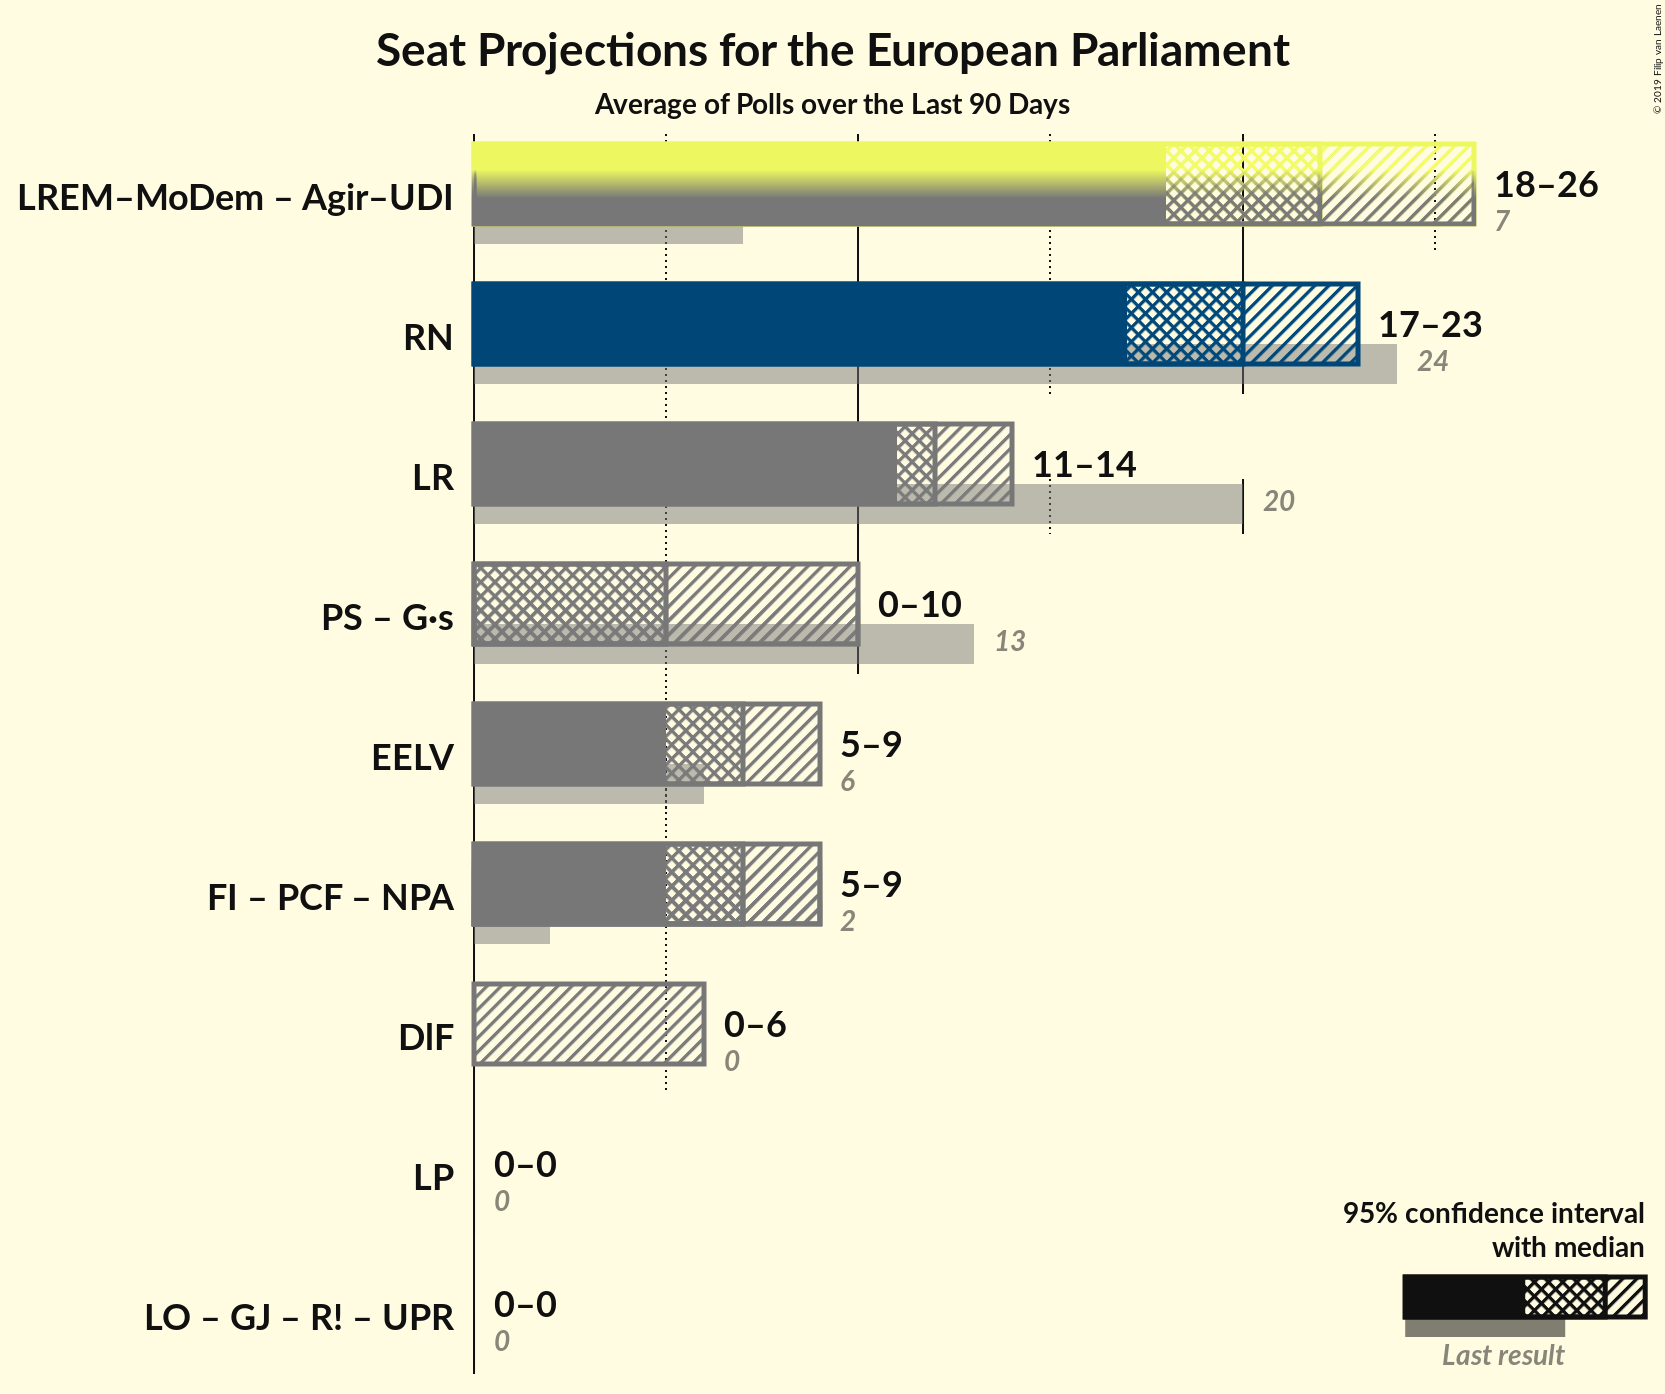 Seat Projections for the European Parliament
Average of Polls over the Last 90 Days
© 2019 Filip van Laenen
LREM–MoDem – Agir–UDI
18–26
7
RN
17–23
24
LR
11–14
20
PS – G·s
0–10
13
EELV
5–9
6
FI – PCF – NPA
5–9
2
DlF
0–6
0
LP
0–0
0
LO – GJ – R! – UPR
0–0
0
95% confidence interval
with median
Last result